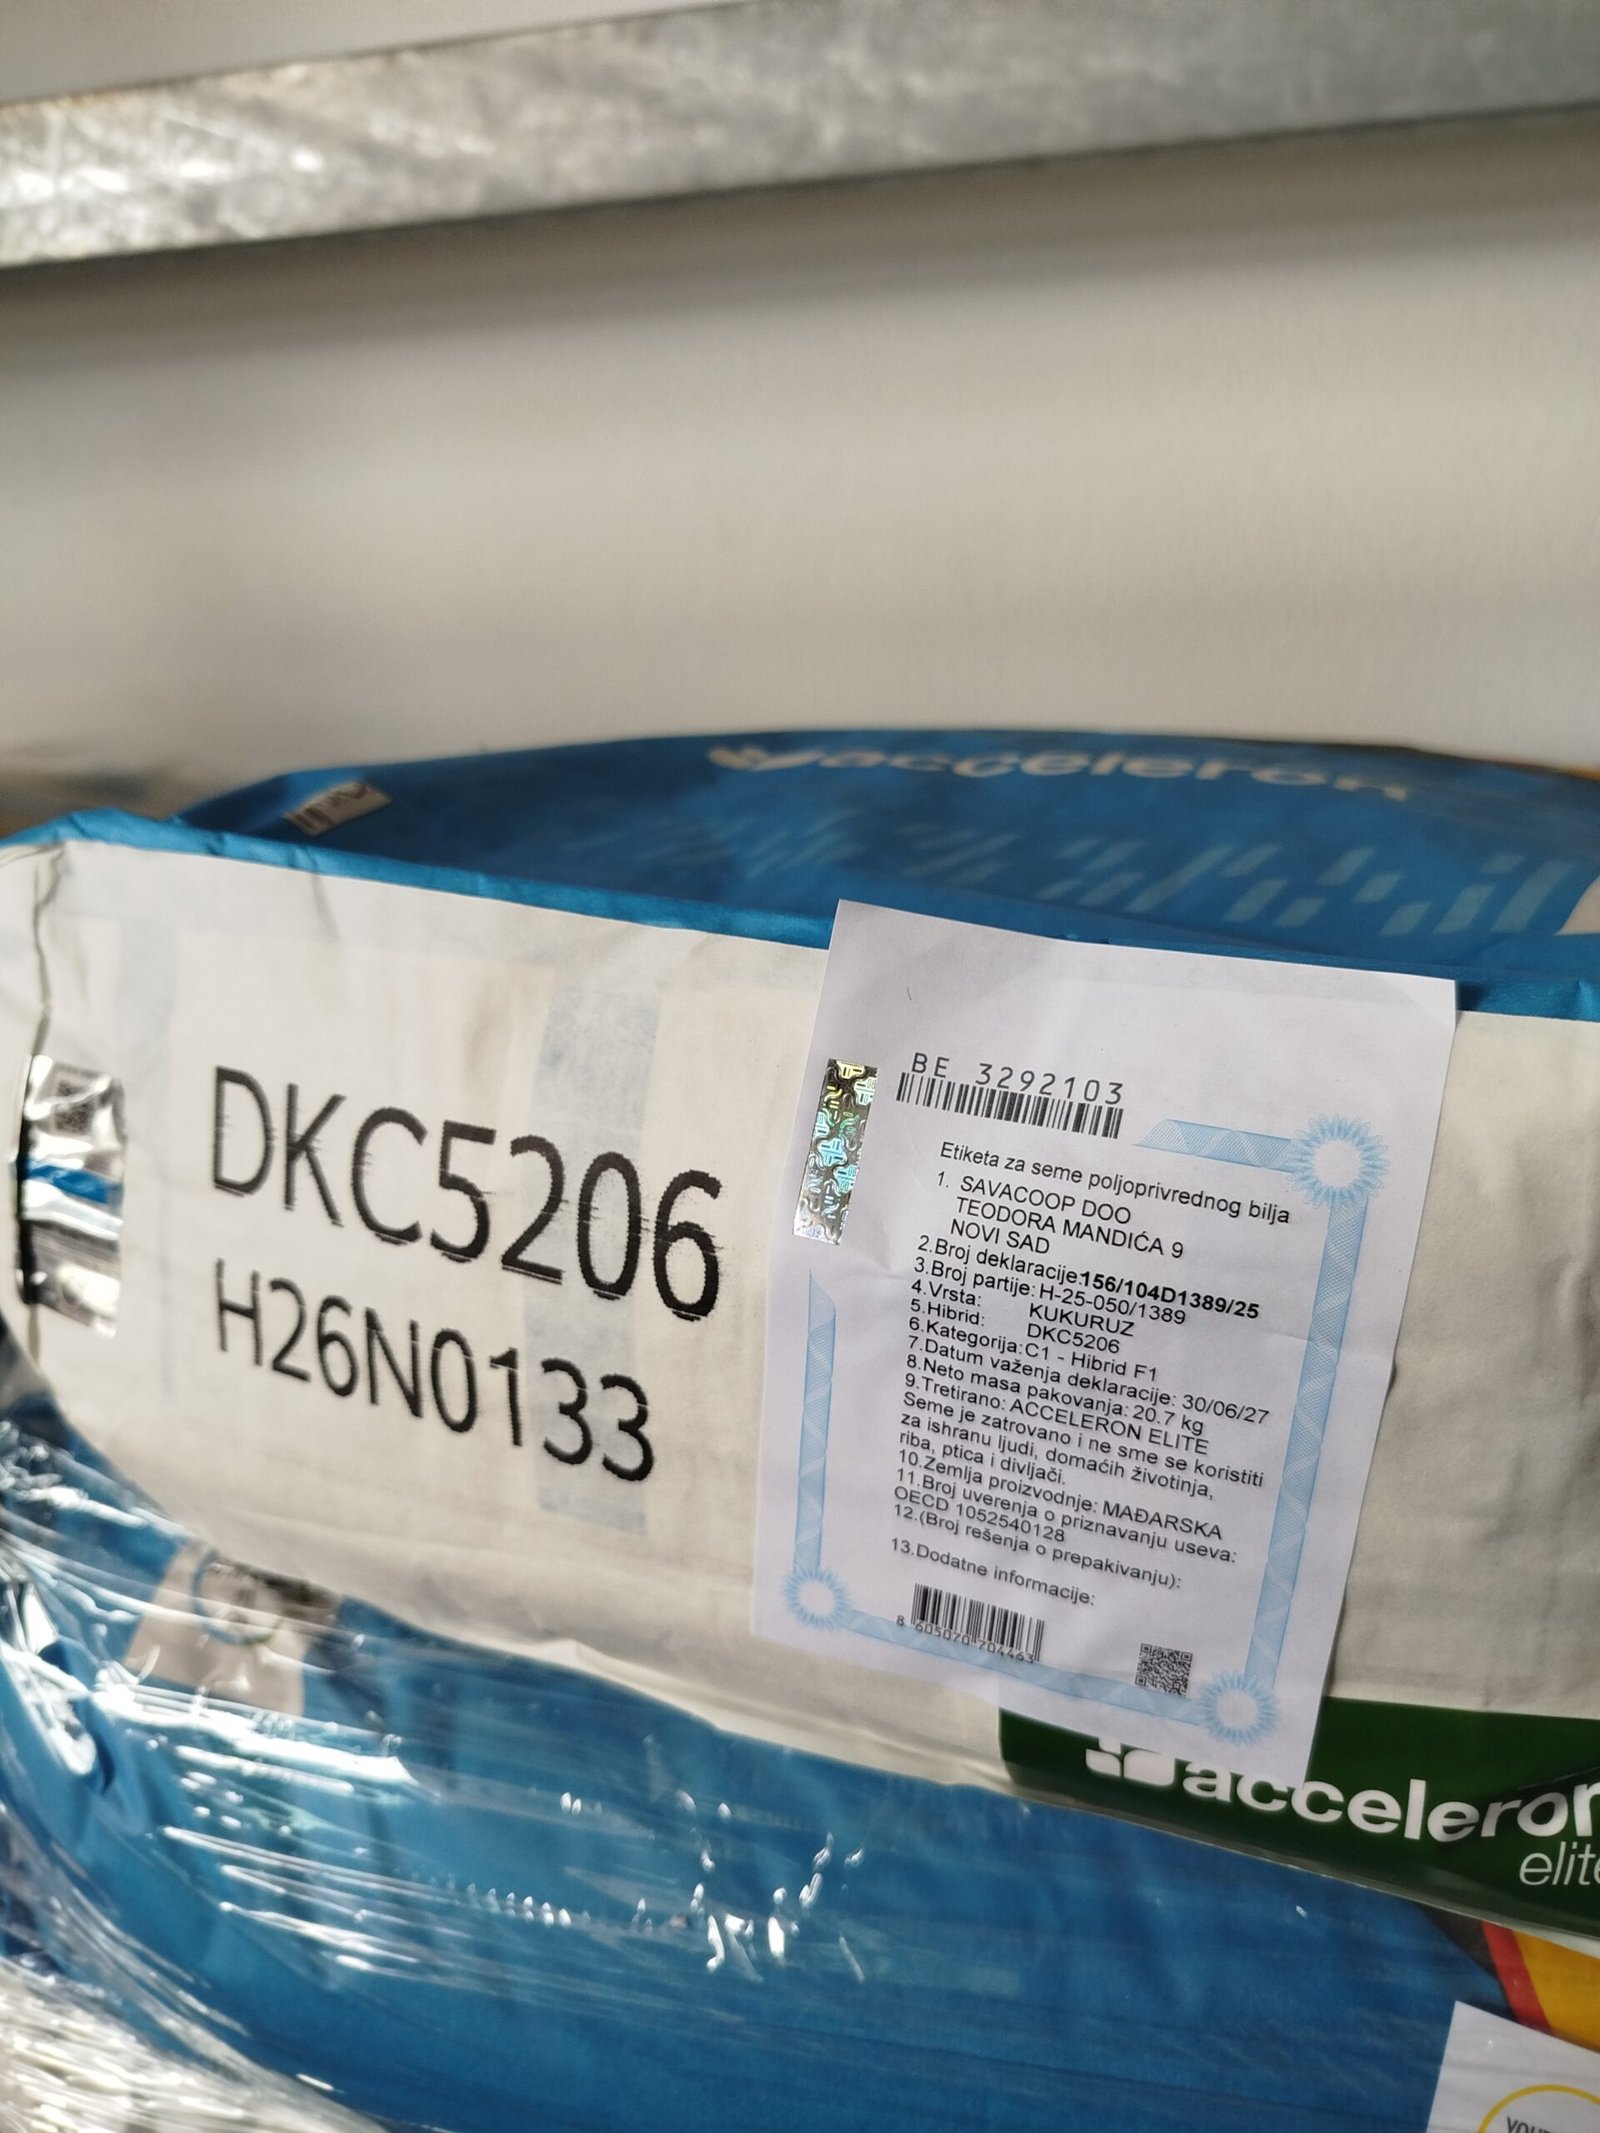 acceleron
DKC5206
H26N0133
BE 3292103
Etiketa za seme poljoprivrednog bilja
1. SAVACOOP DOO
TEODORA MANDIĆA 9
NOVI SAD
2.Broj deklaracije:156/104D1389/25
3.Broj partije: H-25-050/1389
4.Vrsta: KUKURUZ
5.Hibrid: DKC5206
6.Kategorija:C1 - Hibrid F1
7.Datum važenja deklaracije: 30/06/27
8.Neto masa pakovanja: 20.7 kg
9.Tretirano: ACCELERON ELITE
Seme je zatrovano i ne sme se koristiti
za ishranu ljudi, domaćih životinja,
riba, ptica i divljači.
10.Zemlja proizvodnje: MAĐARSKA
11.Broj uverenja o priznavanju useva:
OECD 1052540128
12.(Broj rešenja o prepakivanju):
13.Dodatne informacije:
8 605070 704463
acceleron
elite